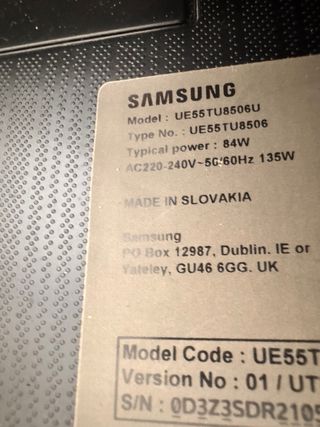 SAMSUNG
Model : UE55TU8506U
Type No. : UE55TU8506
Typical power : 84W
AC220-240V~50/60Hz 135W
MADE IN SLOVAKIA
Samsung
PO Box 12987, Dublin. IE or
Yateley, GU46 6GG. UK
Model Code : UE55T
Version No : 01 / UT
S/N : 0D3Z3SDR2105